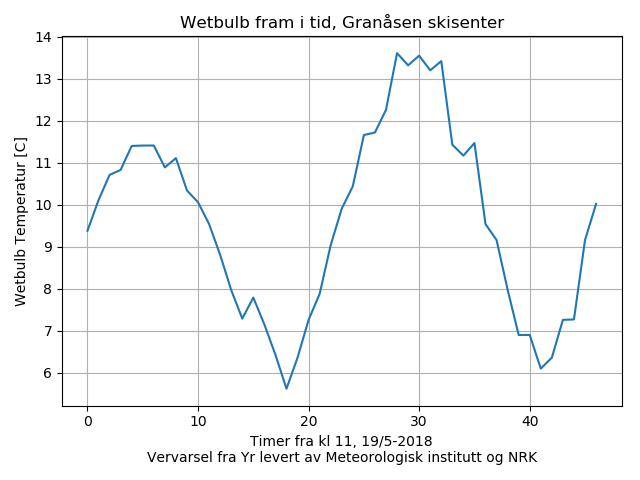 Wetbulb fram i tid, Granåsen skisenter
Wetbulb Temperatur [C]
14
13
12
11
10
9
8
7
6
0 10 20 30 40
Timer fra kl 11, 19/5-2018
Vervarsel fra Yr levert av Meteorologisk institutt og NRK